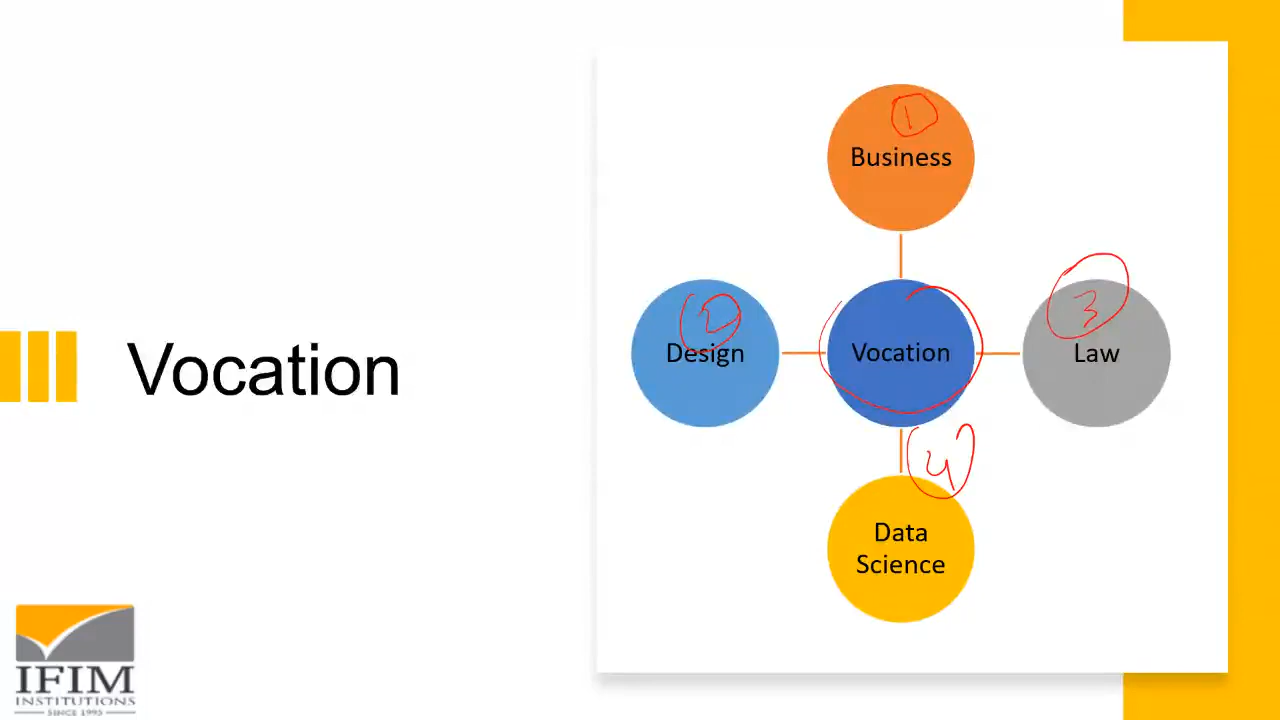 Vocation
1
Business
2
Design
Vocation
3
Law
4
Data
Science
IFIM
INSTITUTIONS
SINCE 1995